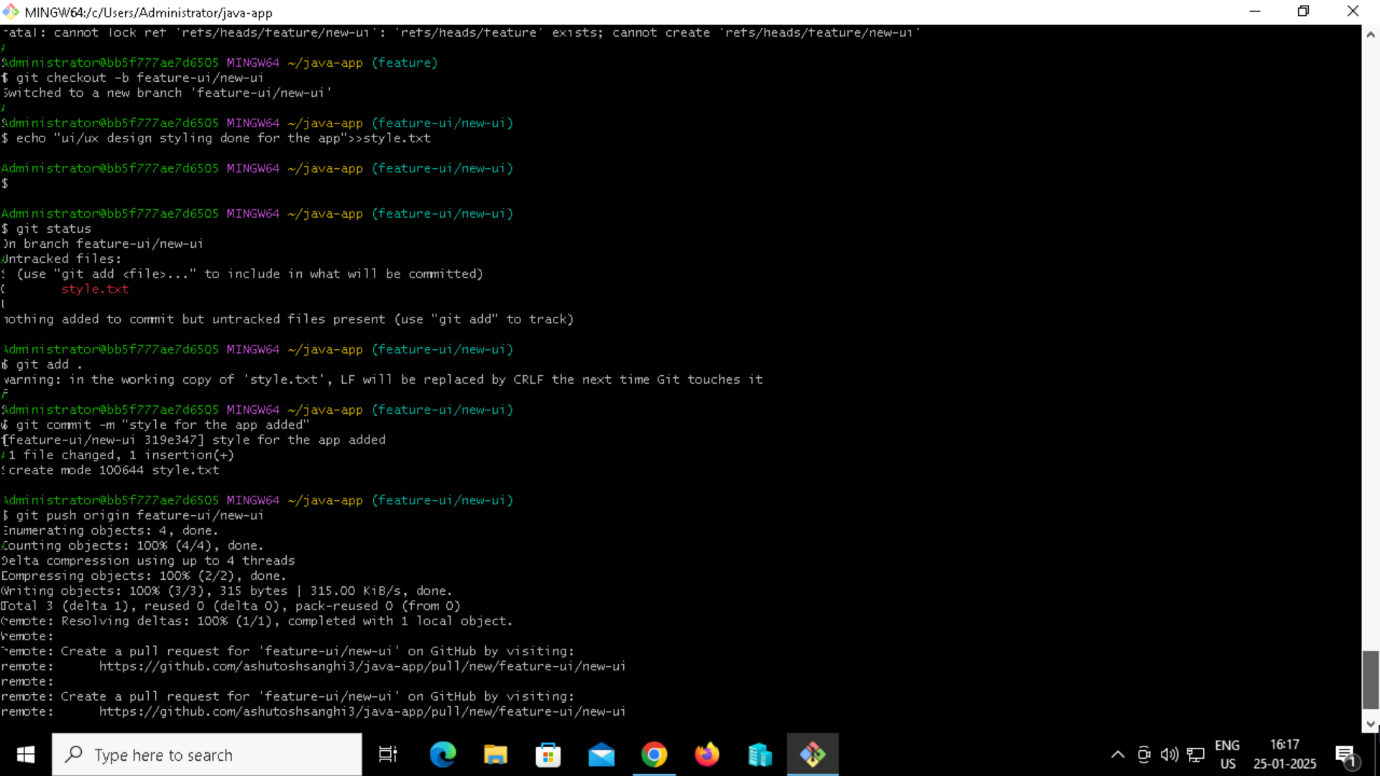 MINGW64:/c/Users/Administrator/java-app
fatal: cannot lock ref 'refs/heads/feature/new-ui': 'refs/heads/feature' exists; cannot create 'refs/heads/feature/new-ui'
Administrator@bb5f777ae7d6505 MINGW64 ~/java-app (feature)
$ git checkout -b feature-ui/new-ui
Switched to a new branch 'feature-ui/new-ui'
Administrator@bb5f777ae7d6505 MINGW64 ~/java-app (feature-ui/new-ui)
$ echo "ui/ux design styling done for the app">>style.txt
Administrator@bb5f777ae7d6505 MINGW64 ~/java-app (feature-ui/new-ui)
$
Administrator@bb5f777ae7d6505 MINGW64 ~/java-app (feature-ui/new-ui)
$ git status
On branch feature-ui/new-ui
Untracked files:
(use "git add <file>..." to include in what will be committed)
style.txt
nothing added to commit but untracked files present (use "git add" to track)
Administrator@bb5f777ae7d6505 MINGW64 ~/java-app (feature-ui/new-ui)
$ git add .
warning: in the working copy of 'style.txt', LF will be replaced by CRLF the next time Git touches it
Administrator@bb5f777ae7d6505 MINGW64 ~/java-app (feature-ui/new-ui)
$ git commit -m "style for the app added"
[feature-ui/new-ui 319e347] style for the app added
1 file changed, 1 insertion(+)
create mode 100644 style.txt
Administrator@bb5f777ae7d6505 MINGW64 ~/java-app (feature-ui/new-ui)
$ git push origin feature-ui/new-ui
Enumerating objects: 4, done.
Counting objects: 100% (4/4), done.
Delta compression using up to 4 threads
Compressing objects: 100% (2/2), done.
Writing objects: 100% (3/3), 315 bytes | 315.00 KiB/s, done.
Total 3 (delta 1), reused 0 (delta 0), pack-reused 0 (from 0)
remote: Resolving deltas: 100% (1/1), completed with 1 local object.
remote:
remote: Create a pull request for 'feature-ui/new-ui' on GitHub by visiting:
remote: https://github.com/ashutoshsanghi3/java-app/pull/new/feature-ui/new-ui
remote:
remote: Create a pull request for 'feature-ui/new-ui' on GitHub by visiting:
remote: https://github.com/ashutoshsanghi3/java-app/pull/new/feature-ui/new-ui
Type here to search
ENG
US
16:17
25-01-2025
1